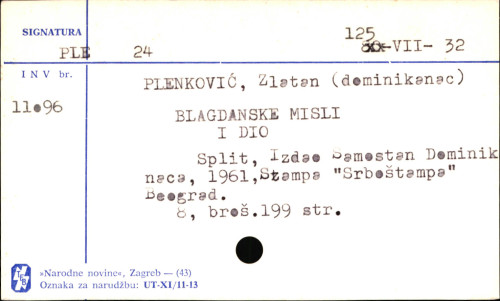 SIGNATURA
PLE 24
125
80-VII- 32
I N V br.
11096
PLENKOVIĆ, Zlatan (dominikanac)
BLAGDANSKE MISLI
I DIO
Split, Izdao Samostan Dominik
naca, 1961,Štampa "Srboštampa"
Beograd.
8, broš.199 str.
»Narodne novine«, Zagreb — (43)
Oznaka za narudžbu: UT-XI/11-13